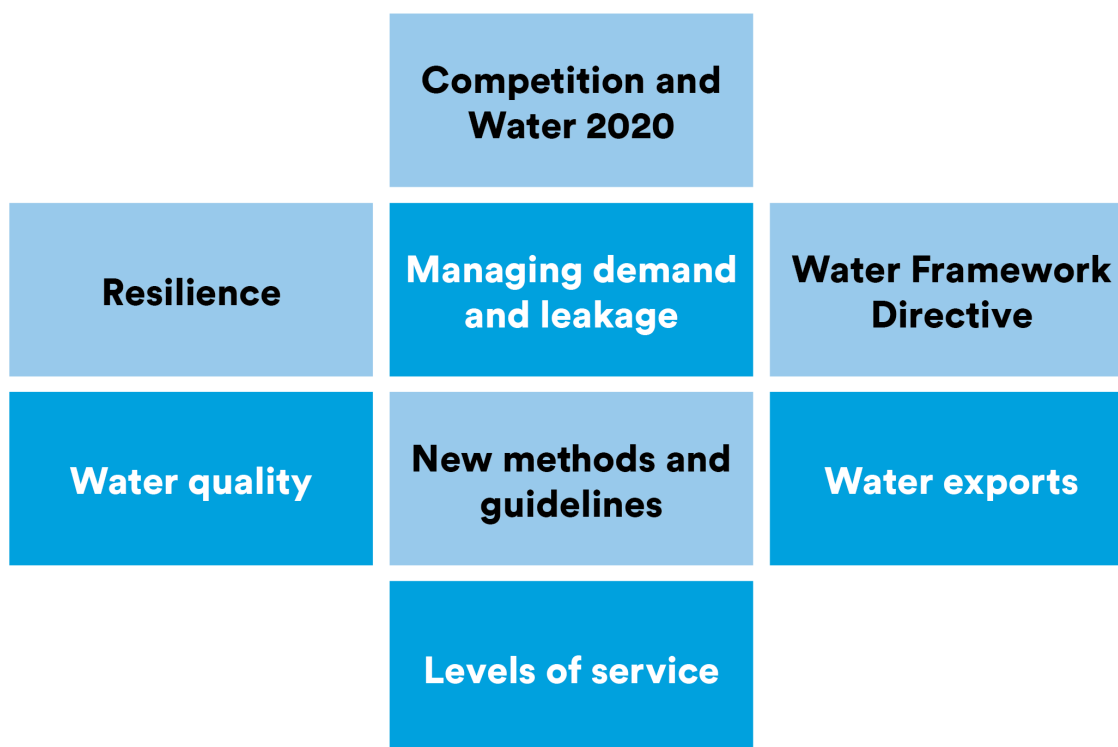 Competition and
Water 2020
Resilience
Managing demand
and leakage
Water Framework
Directive
Water quality
New methods and
guidelines
Water exports
Levels of service